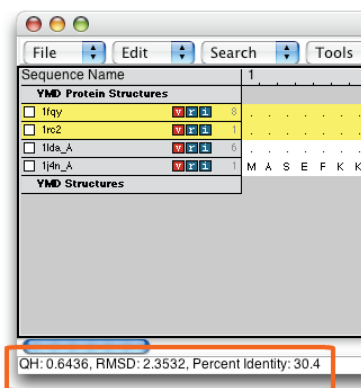 File Edit Search Tools
Sequence Name 1
YMD Protein Structures
1fqy v r i 8 . . . . . . .
1rc2 v r i 1 . . . . . . .
1lda_A v r i 6 . . . . . . .
1j4n_A v r i 1 M A S E F K K
YMD Structures
QH: 0.6436, RMSD: 2.3532, Percent Identity: 30.4